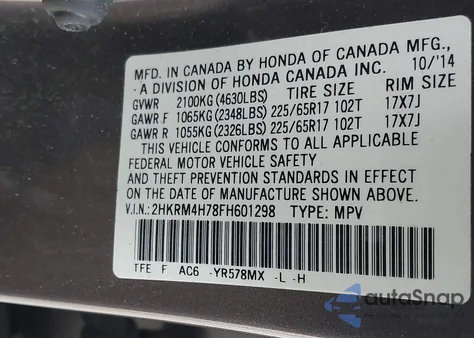 MFD. IN CANADA BY HONDA OF CANADA MFG.,
A DIVISION OF HONDA CANADA INC. 10/'14
GVWR 2100KG (4630LBS) TIRE SIZE RIM SIZE
GAWR F 1065KG (2348LBS) 225/65R17 102T 17X7J
GAWR R 1055KG (2326LBS) 225/65R17 102T 17X7J
THIS VEHICLE CONFORMS TO ALL APPLICABLE
FEDERAL MOTOR VEHICLE SAFETY
AND THEFT PREVENTION STANDARDS IN EFFECT
ON THE DATE OF MANUFACTURE SHOWN ABOVE.
V.I.N.: 2HKRM4H78FH601298 TYPE: MPV
TFE F AC6 -YR578MX -L -H
autoSnap